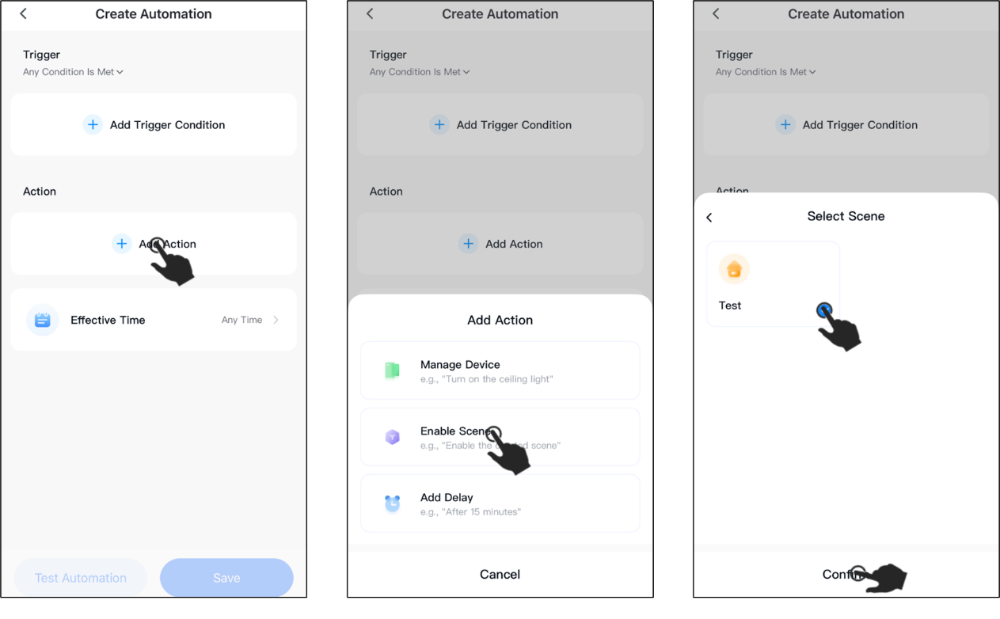 Create Automation
Trigger
Any Condition Is Met
Add Trigger Condition
Action
Add Action
Effective Time
Any Time
Test Automation
Save
Create Automation
Trigger
Any Condition Is Met
Add Trigger Condition
Action
Add Action
Add Action
Manage Device
e.g., "Turn on the ceiling light"
Enable Scene
e.g., "Enable the scene"
Add Delay
e.g., "After 15 minutes"
Cancel
Create Automation
Trigger
Any Condition Is Met
Add Trigger Condition
Action
Select Scene
Test